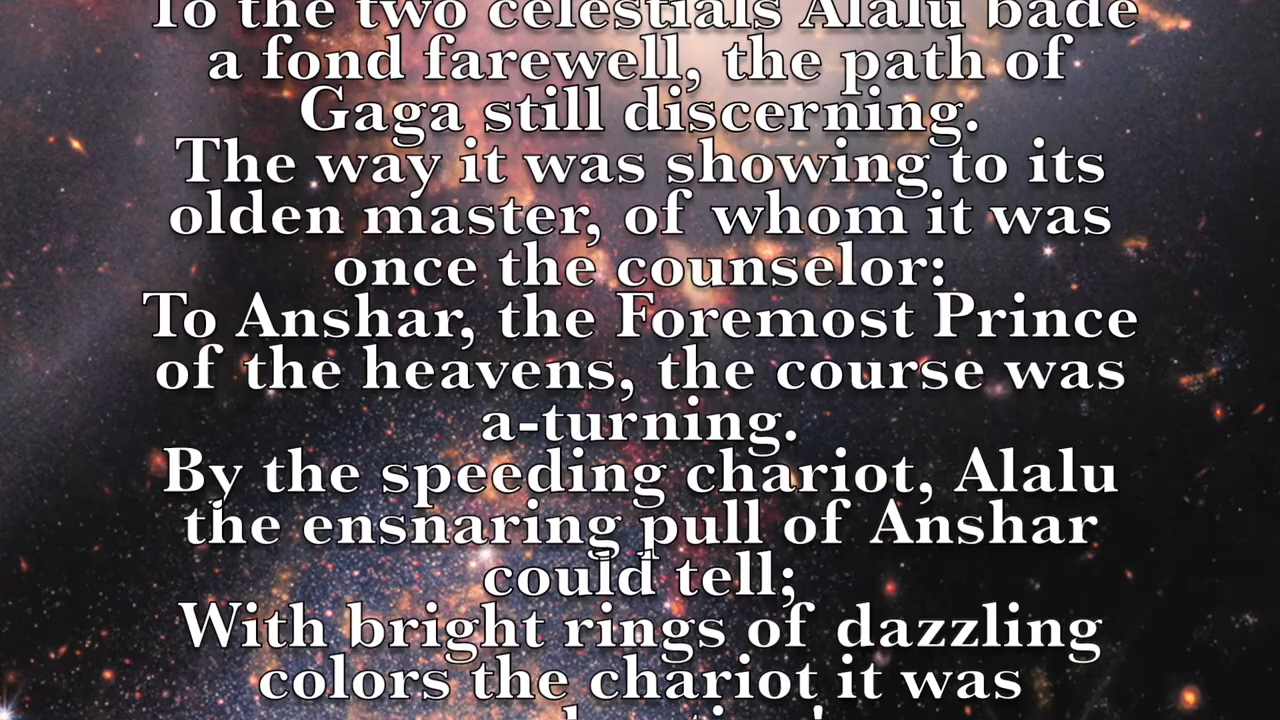 To the two celestials Alalu bade
a fond farewell, the path of
Gaga still discerning.
The way it was showing to its
olden master, of whom it was
once the counselor:
To Anshar, the Foremost Prince
of the heavens, the course was
a-turning.
By the speeding chariot, Alalu
the ensnaring pull of Anshar
could tell;
With bright rings of dazzling
colors the chariot it was